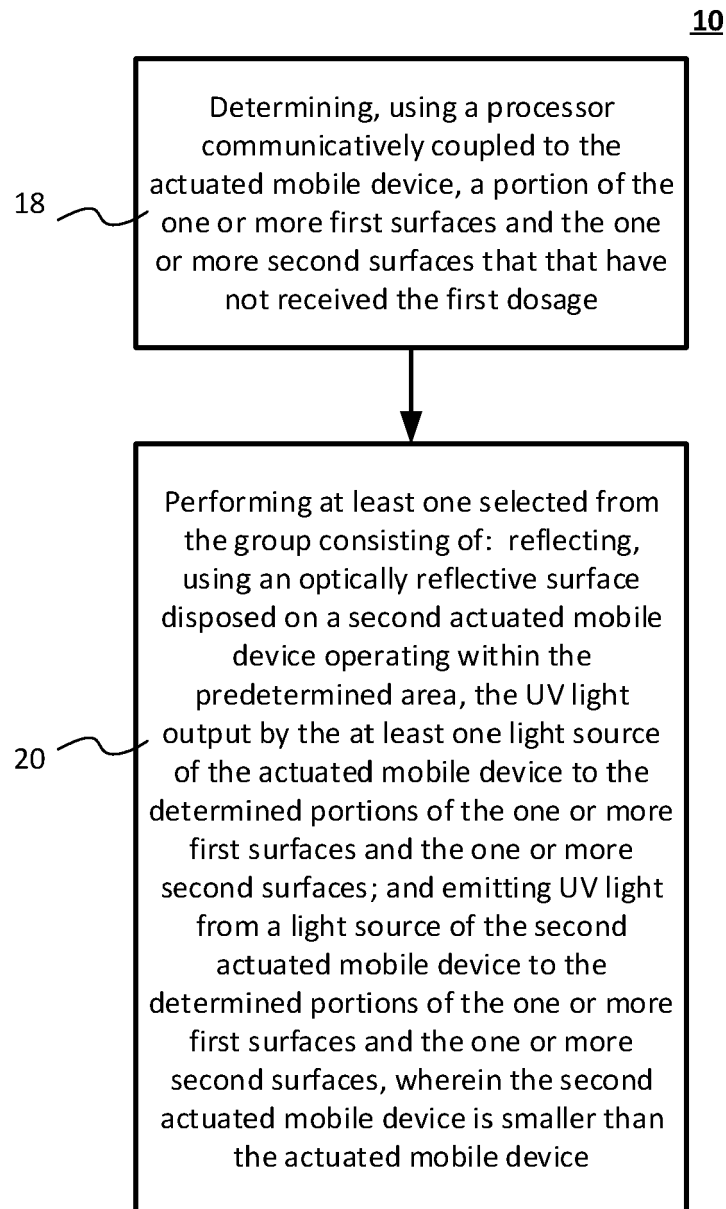 10
Determining, using a processor
communicatively coupled to the
actuated mobile device, a portion of the
one or more first surfaces and the one
or more second surfaces that that have
not received the first dosage
18
Performing at least one selected from
the group consisting of:  reflecting,
using an optically reflective surface
disposed on a second actuated mobile
device operating within the
predetermined area, the UV light
output by the at least one light source
of the actuated mobile device to the
determined portions of the one or more
first surfaces and the one or more
second surfaces; and emitting UV light
from a light source of the second
actuated mobile device to the
determined portions of the one or more
first surfaces and the one or more
second surfaces, wherein the second
actuated mobile device is smaller than
the actuated mobile device
20